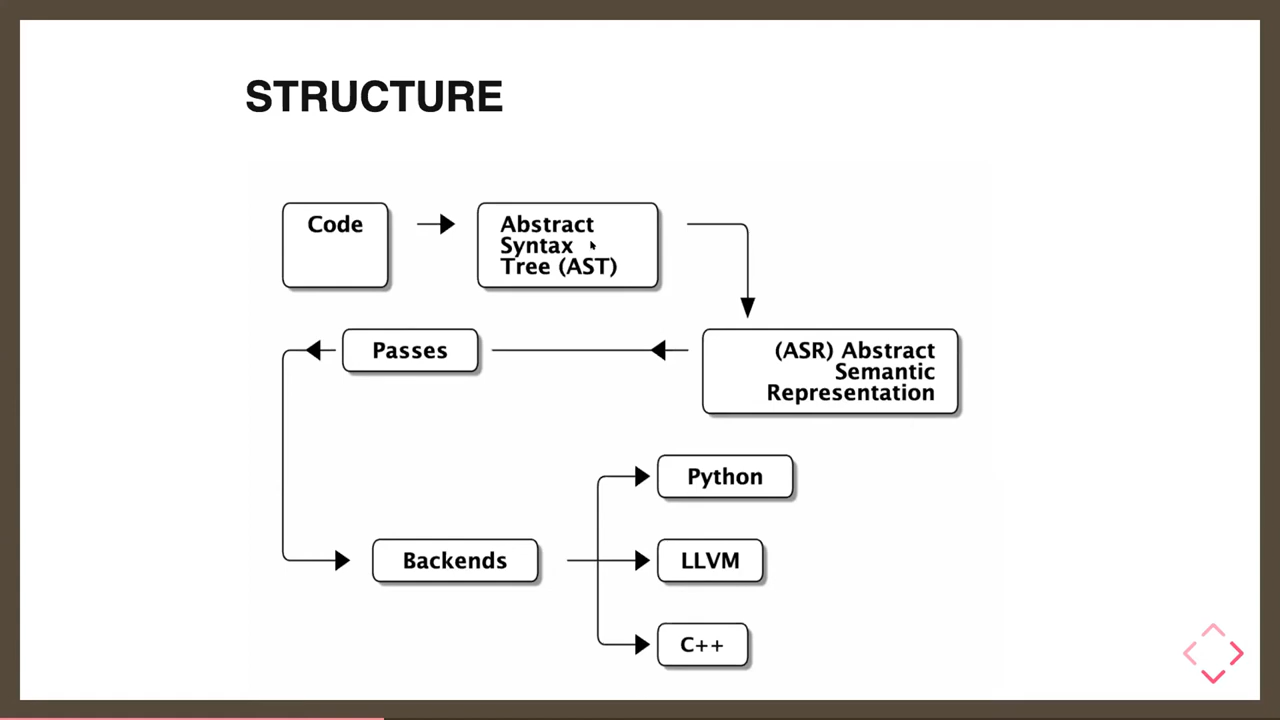 STRUCTURE
Code
Abstract
Syntax
Tree (AST)
Passes
(ASR) Abstract
Semantic
Representation
Python
Backends
LLVM
C++